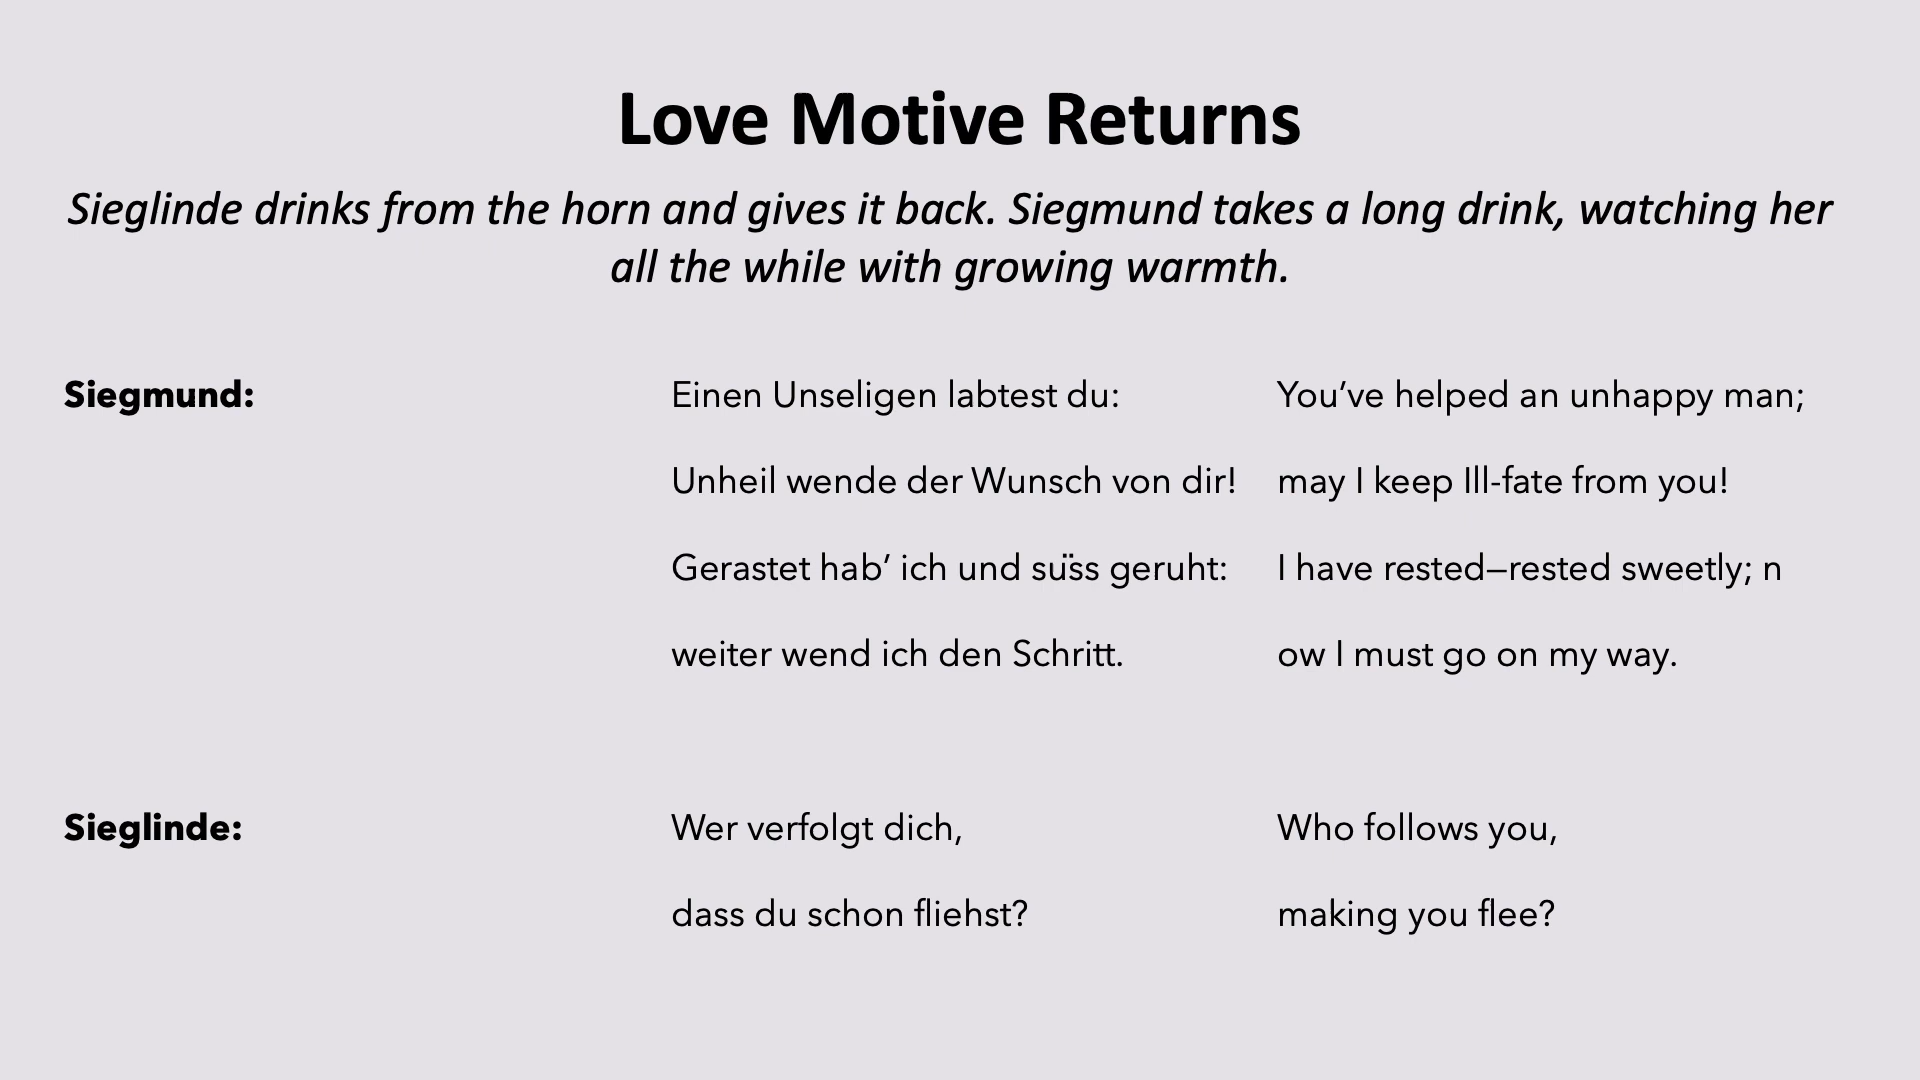 Love Motive Returns
Sieglinde drinks from the horn and gives it back. Siegmund takes a long drink, watching her
all the while with growing warmth.
Siegmund: Einen Unseligen labtest du: You’ve helped an unhappy man;
Unheil wende der Wunsch von dir! may I keep Ill-fate from you!
Gerastet hab’ ich und süss geruht: I have rested—rested sweetly; n
weiter wend ich den Schritt. ow I must go on my way.
Sieglinde: Wer verfolgt dich, Who follows you,
dass du schon fliehst? making you flee?